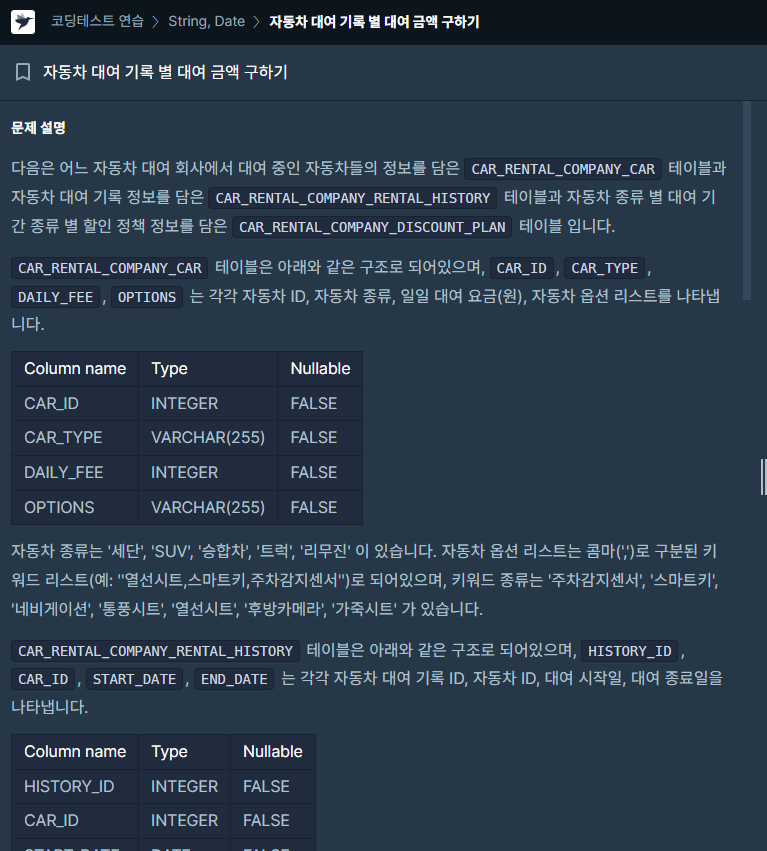 코딩테스트 연습 > String, Date > 자동차 대여 기록 별 대여 금액 구하기
자동차 대여 기록 별 대여 금액 구하기
문제 설명
다음은 어느 자동차 대여 회사에서 대여 중인 자동차들의 정보를 담은 CAR_RENTAL_COMPANY_CAR 테이블과
자동차 대여 기록 정보를 담은 CAR_RENTAL_COMPANY_RENTAL_HISTORY 테이블과 자동차 종류 별 대여 기
간 종류 별 할인 정책 정보를 담은 CAR_RENTAL_COMPANY_DISCOUNT_PLAN 테이블 입니다.
CAR_RENTAL_COMPANY_CAR 테이블은 아래와 같은 구조로 되어있으며, CAR_ID, CAR_TYPE,
DAILY_FEE, OPTIONS 는 각각 자동차 ID, 자동차 종류, 일일 대여 요금(원), 자동차 옵션 리스트를 나타냅
니다.
Column name Type Nullable
CAR_ID INTEGER FALSE
CAR_TYPE VARCHAR(255) FALSE
DAILY_FEE INTEGER FALSE
OPTIONS VARCHAR(255) FALSE
자동차 종류는 '세단', 'SUV', '승합차', '트럭', '리무진' 이 있습니다. 자동차 옵션 리스트는 콤마(',')로 구분된 키
워드 리스트(예: ''열선시트,스마트키,주차감지센서'')로 되어있으며, 키워드 종류는 '주차감지센서', '스마트키',
'네비게이션', '통풍시트', '열선시트', '후방카메라', '가죽시트' 가 있습니다.
CAR_RENTAL_COMPANY_RENTAL_HISTORY 테이블은 아래와 같은 구조로 되어있으며, HISTORY_ID,
CAR_ID, START_DATE, END_DATE 는 각각 자동차 대여 기록 ID, 자동차 ID, 대여 시작일, 대여 종료일을
나타냅니다.
Column name Type Nullable
HISTORY_ID INTEGER FALSE
CAR_ID INTEGER FALSE
START_DATE DATE FALSE